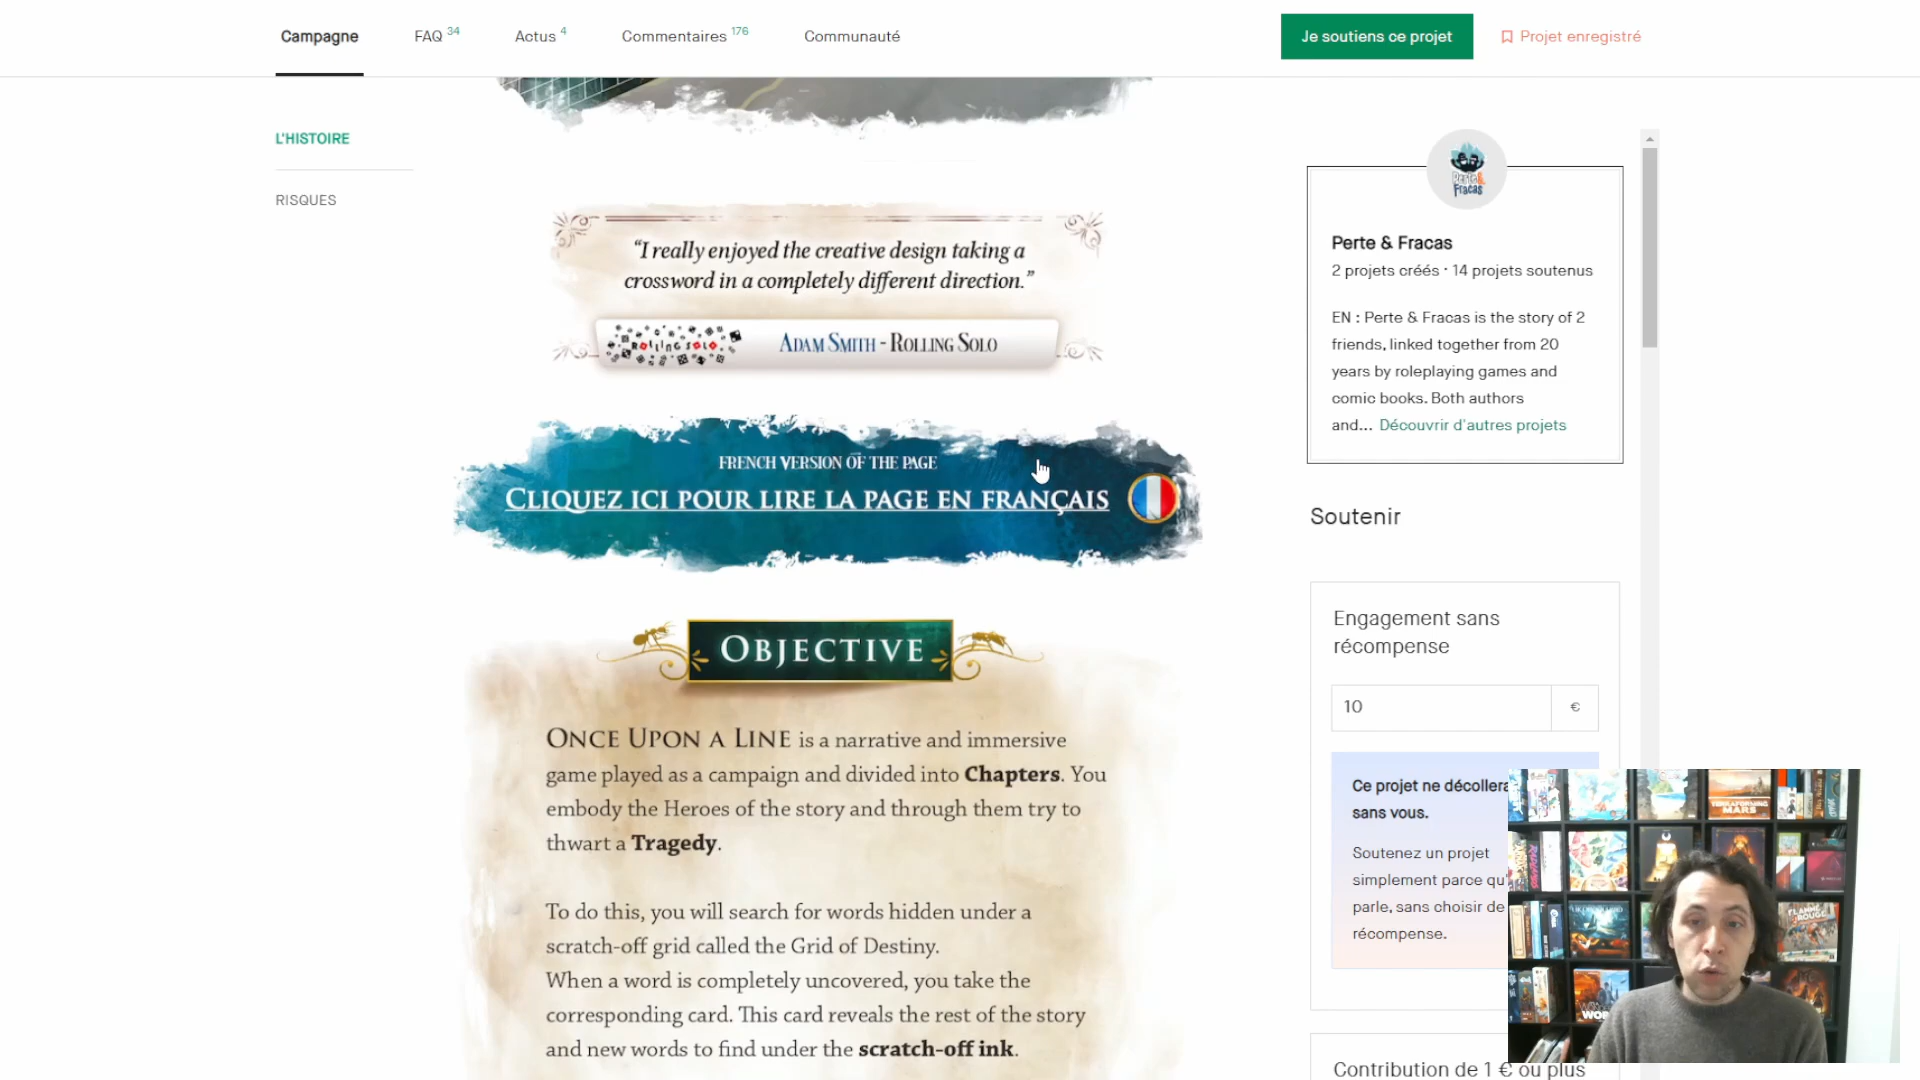 Campagne
FAQ 34
Actus 4
Commentaires 176
Communauté
Je soutiens ce projet
Projet enregistré
L'HISTOIRE
RISQUES
“I really enjoyed the creative design taking a
crossword in a completely different direction.”
ROLLING SOLO
ADAM SMITH - ROLLING SOLO
FRENCH VERSION OF THE PAGE
CLIQUEZ ICI POUR LIRE LA PAGE EN FRANÇAIS
OBJECTIVE
ONCE UPON A LINE is a narrative and immersive
game played as a campaign and divided into Chapters. You
embody the Heroes of the story and through them try to
thwart a Tragedy.
To do this, you will search for words hidden under a
scratch-off grid called the Grid of Destiny.
When a word is completely uncovered, you take the
corresponding card. This card reveals the rest of the story
and new words to find under the scratch-off ink.
Perte & Fracas
Perte & Fracas
2 projets créés · 14 projets soutenus
EN : Perte & Fracas is the story of 2
friends, linked together from 20
years by roleplaying games and
comic books. Both authors
and... Découvrir d'autres projets
Soutenir
Engagement sans
récompense
10 €
Ce projet ne décollera
sans vous.
Soutenez un projet
simplement parce qu'
parle, sans choisir de
récompense.
Contribution de 1 € ou plus
TERRAFORMING
MARS
FLAMME
ROUGE